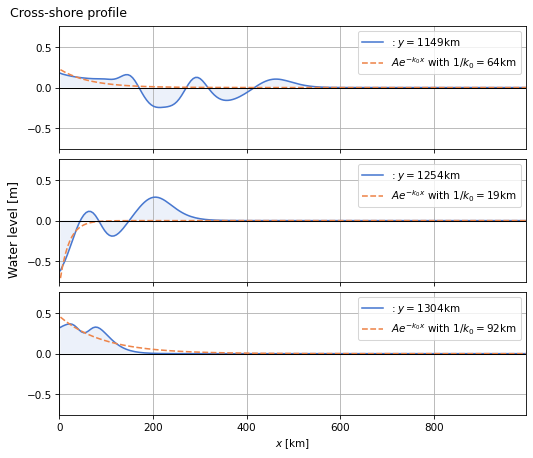 Cross-shore profile
0.5
0.0
−0.5
: y = 1149km
Ae^{−k₀x} with 1/k₀ = 64km
Water level [m]
0.5
0.0
−0.5
: y = 1254km
Ae^{−k₀x} with 1/k₀ = 19km
0.5
0.0
−0.5
: y = 1304km
Ae^{−k₀x} with 1/k₀ = 92km
0 200 400 600 800
x [km]